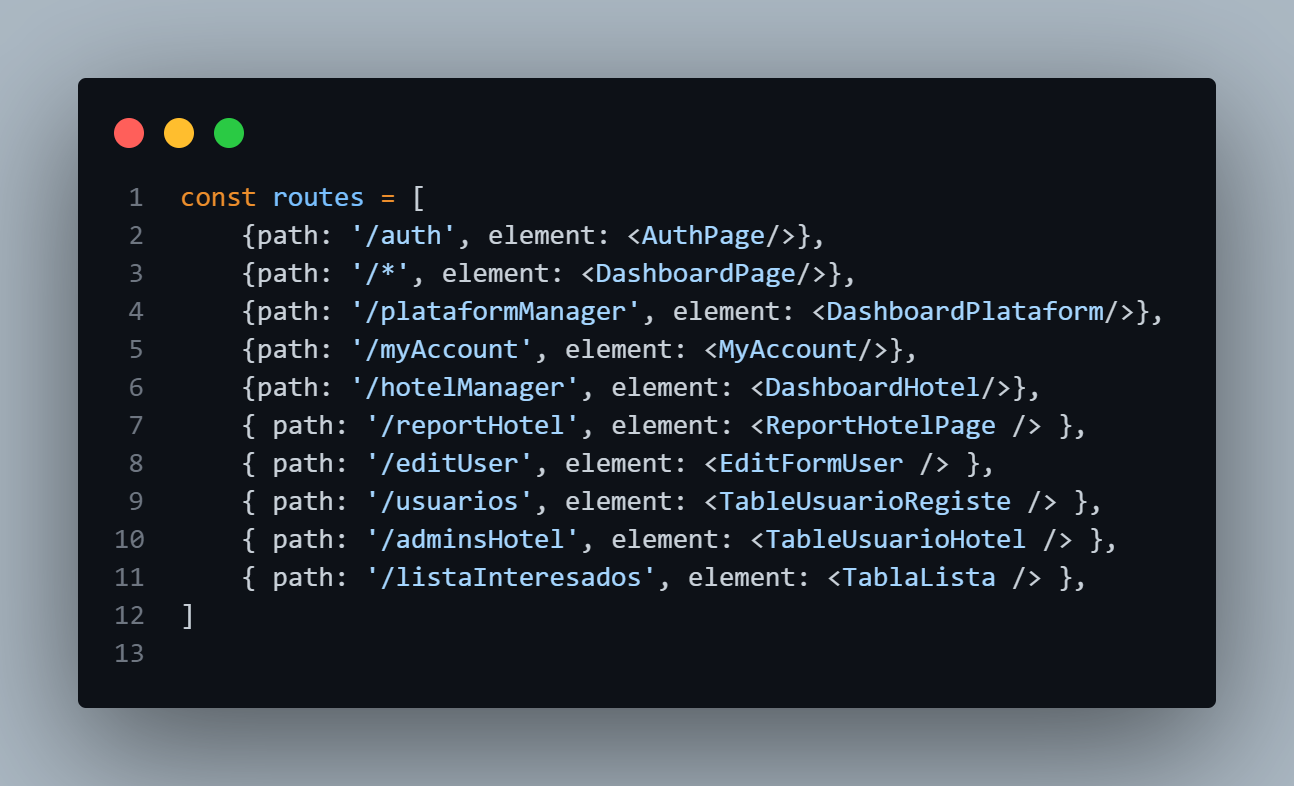 1 const routes = [
2     {path: '/auth', element: <AuthPage/>},
3     {path: '/*', element: <DashboardPage/>},
4     {path: '/plataformManager', element: <DashboardPlataform/>},
5     {path: '/myAccount', element: <MyAccount/>},
6     {path: '/hotelManager', element: <DashboardHotel/>},
7     { path: '/reportHotel', element: <ReportHotelPage /> },
8     { path: '/editUser', element: <EditFormUser /> },
9     { path: '/usuarios', element: <TableUsuarioRegiste /> },
10     { path: '/adminsHotel', element: <TableUsuarioHotel /> },
11     { path: '/listaInteresados', element: <TablaLista /> },
12 ]
13